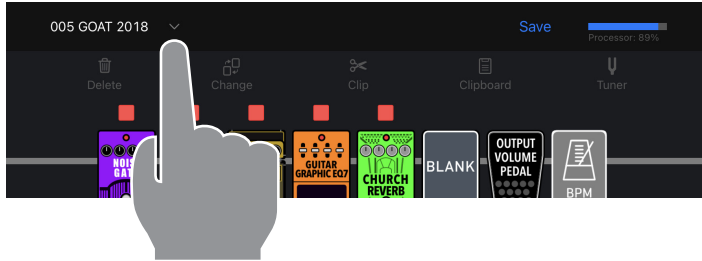 005 GOAT 2018
Save
Processor: 89%
Delete
Change
Clip
Clipboard
Tuner
GUITAR
GRAPHIC EQ7
CHURCH
REVERB
BLANK
OUTPUT
VOLUME
PEDAL
BPM